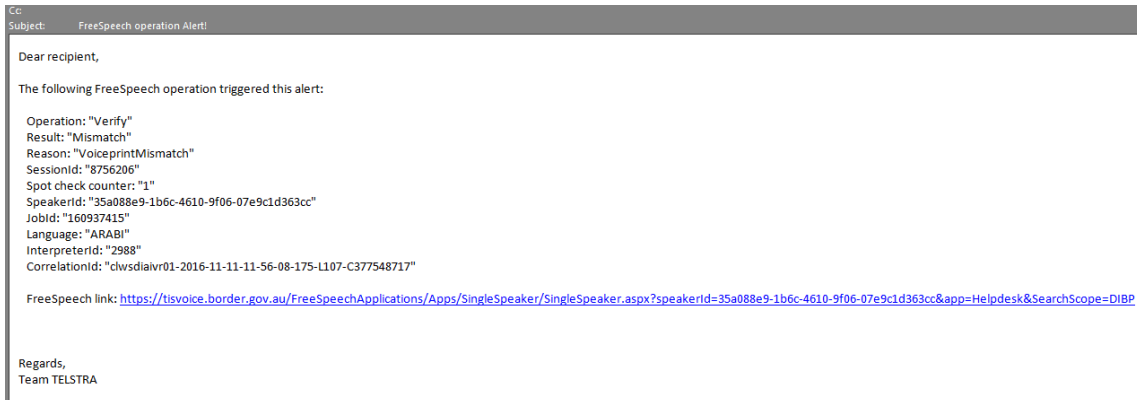 Cc:
Subject: FreeSpeech operation Alert!
Dear recipient,
The following FreeSpeech operation triggered this alert:
Operation: "Verify"
Result: "Mismatch"
Reason: "VoiceprintMismatch"
SessionId: "8756206"
Spot check counter: "1"
SpeakerId: "35a088e9-1b6c-4610-9f06-07e9c1d363cc"
JobId: "160937415"
Language: "ARABI"
InterpreterId: "2988"
CorrelationId: "clwsdiaivr01-2016-11-11-11-56-08-175-L107-C377548717"
FreeSpeech link: https://tisvoice.border.gov.au/FreeSpeechApplications/Apps/SingleSpeaker/SingleSpeaker.aspx?speakerId=35a088e9-1b6c-4610-9f06-07e9c1d363cc&app=Helpdesk&SearchScope=DIBP
Regards,
Team TELSTRA